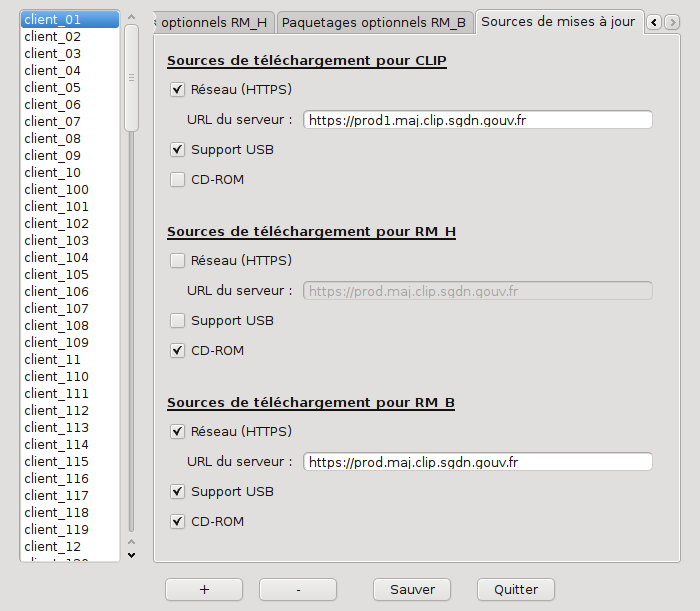 client_01
client_02
client_03
client_04
client_05
client_06
client_07
client_08
client_09
client_10
client_100
client_101
client_102
client_103
client_104
client_105
client_106
client_107
client_108
client_109
client_11
client_110
client_111
client_112
client_113
client_114
client_115
client_116
client_117
client_118
client_119
client_12
optionnels RM_H
Paquetages optionnels RM_B
Sources de mises à jour
Sources de téléchargement pour CLIP
Réseau (HTTPS)
URL du serveur : https://prod1.maj.clip.sgdn.gouv.fr
Support USB
CD-ROM
Sources de téléchargement pour RM_H
Réseau (HTTPS)
URL du serveur : https://prod.maj.clip.sgdn.gouv.fr
Support USB
CD-ROM
Sources de téléchargement pour RM_B
Réseau (HTTPS)
URL du serveur : https://prod.maj.clip.sgdn.gouv.fr
Support USB
CD-ROM
+
-
Sauver
Quitter